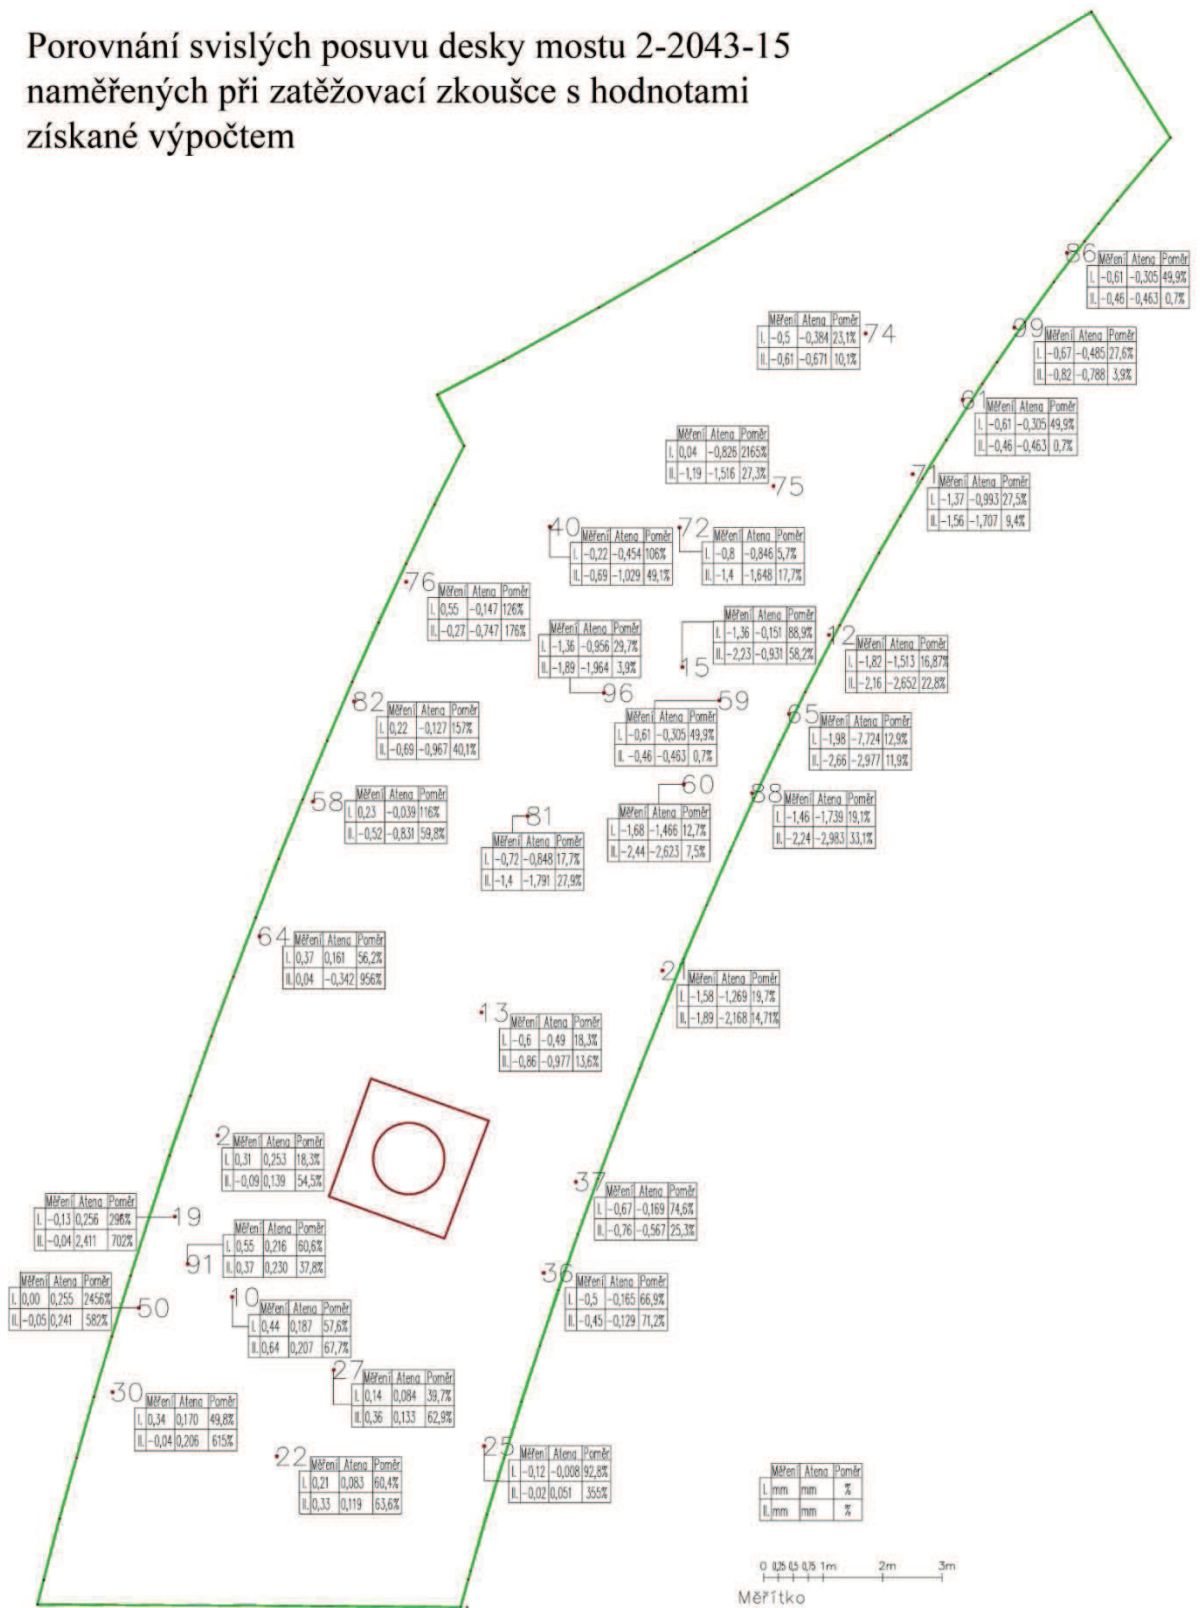 Porovnání svislých posuvu desky mostu 2-2043-15
naměřených při zatěžovací zkoušce s hodnotami
získané výpočtem
86
Měření Atena Poměr
I. -0,61 -0,305 49,9%
II. -0,46 -0,463 0,7%
99
Měření Atena Poměr
I. -0,67 -0,485 27,6%
II. -0,82 -0,788 3,9%
74
Měření Atena Poměr
I. -0,5 -0,384 23,1%
II. -0,61 -0,671 10,1%
61
Měření Atena Poměr
I. -0,61 -0,305 49,9%
II. -0,46 -0,463 0,7%
75
Měření Atena Poměr
I. 0,04 -0,826 2165%
II. -1,19 -1,516 27,3%
71
Měření Atena Poměr
I. -1,37 -0,993 27,5%
II. -1,56 -1,707 9,4%
40
Měření Atena Poměr
I. -0,22 -0,454 106%
II. -0,69 -1,029 49,1%
72
Měření Atena Poměr
I. -0,8 -0,846 5,7%
II. -1,4 -1,648 17,7%
76
Měření Atena Poměr
I. 0,55 -0,147 126%
II. -0,27 -0,747 176%
15
Měření Atena Poměr
I. -1,36 -0,151 88,9%
II. -2,23 -0,931 58,2%
12
Měření Atena Poměr
I. -1,82 -1,513 16,87%
II. -2,16 -2,652 22,8%
96
Měření Atena Poměr
I. -1,36 -0,956 29,7%
II. -1,89 -1,964 3,9%
82
Měření Atena Poměr
I. 0,22 -0,127 157%
II. -0,69 -0,967 40,1%
59
Měření Atena Poměr
I. -0,61 -0,305 49,9%
II. -0,46 -0,463 0,7%
65
Měření Atena Poměr
I. -1,98 -7,724 12,9%
II. -2,66 -2,977 11,9%
58
Měření Atena Poměr
I. 0,23 -0,039 116%
II. -0,52 -0,831 59,8%
81
Měření Atena Poměr
I. -0,72 -0,848 17,7%
II. -1,4 -1,791 27,9%
60
Měření Atena Poměr
I. -1,68 -1,466 12,7%
II. -2,44 -2,623 7,5%
88
Měření Atena Poměr
I. -1,46 -1,739 19,1%
II. -2,24 -2,983 33,1%
64
Měření Atena Poměr
I. 0,37 0,161 56,2%
II. 0,04 -0,342 956%
21
Měření Atena Poměr
I. -1,58 -1,269 19,7%
II. -1,89 -2,168 14,71%
13
Měření Atena Poměr
I. -0,6 -0,49 18,3%
II. -0,86 -0,977 13,6%
2
Měření Atena Poměr
I. 0,31 0,253 18,3%
II. -0,09 0,139 54,5%
37
Měření Atena Poměr
I. -0,67 -0,169 74,6%
II. -0,76 -0,567 25,3%
19
Měření Atena Poměr
I. -0,13 0,256 296%
II. -0,04 2,411 702%
91
Měření Atena Poměr
I. 0,55 0,216 60,6%
II. 0,37 0,230 37,8%
36
Měření Atena Poměr
I. -0,5 -0,165 66,9%
II. -0,45 -0,129 71,2%
50
Měření Atena Poměr
I. 0,00 0,255 2456%
II. -0,05 0,241 582%
10
Měření Atena Poměr
I. 0,44 0,187 57,6%
II. 0,64 0,207 67,7%
27
Měření Atena Poměr
I. 0,14 0,084 39,7%
II. 0,36 0,133 62,9%
30
Měření Atena Poměr
I. 0,34 0,170 49,8%
II. -0,04 0,206 615%
22
Měření Atena Poměr
I. 0,21 0,083 60,4%
II. 0,33 0,119 63,6%
25
Měření Atena Poměr
I. -0,12 -0,008 92,8%
II. -0,02 0,051 355%
Měření Atena Poměr
I. mm mm %
II. mm mm %
0 0,25 0,5 0,75 1m 2m 3m
Měřítko